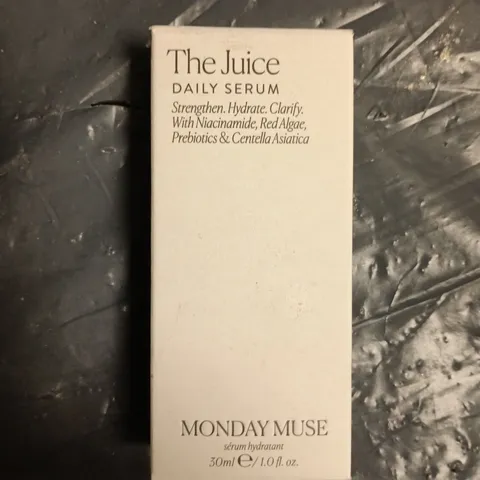 The Juice
DAILY SERUM
Strengthen. Hydrate. Clarify.
With Niacinamide, Red Algae,
Prebiotics & Centella Asiatica
MONDAY MUSE
sérum hydratant
30ml ℮/ 1.0 fl. oz.